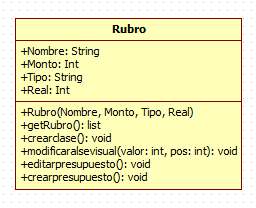 Rubro
+Nombre: String
+Monto: Int
+Tipo: String
+Real: Int
+Rubro(Nombre, Monto, Tipo, Real)
+getRubro(): list
+crearclase(): void
+modificaralsevisual(valor: int, pos: int): void
+editarpresupuesto(): void
+crearpresupuesto(): void